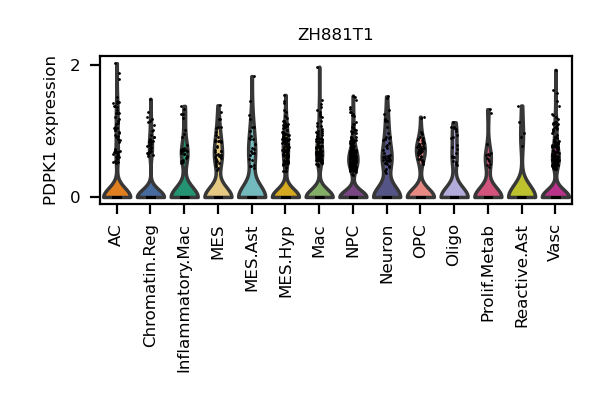 ZH881T1
PDPK1 expression
2
0
AC
Chromatin.Reg
Inflammatory.Mac
MES
MES.Ast
MES.Hyp
Mac
NPC
Neuron
OPC
Oligo
Prolif.Metab
Reactive.Ast
Vasc